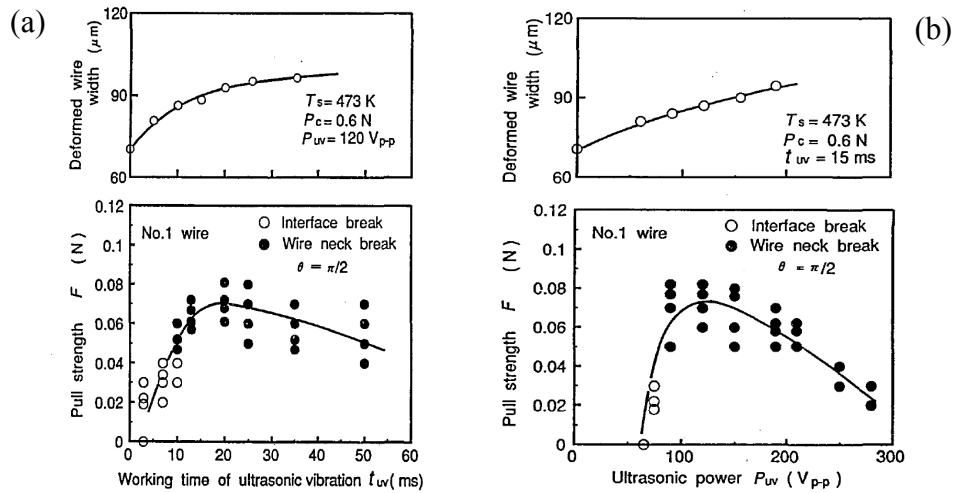 (a)
Deformed wire
width (μm)
120
90
60
Ts = 473 K
Pc = 0.6 N
Puv = 120 Vp-p
Pull strength F (N)
0.12
0.1
0.08
0.06
0.04
0.02
0
No.1 wire
Interface break
Wire neck break
θ = π/2
0 10 20 30 40 50 60
Working time of ultrasonic vibration tuv (ms)
(b)
Deformed wire
width (μm)
120
90
60
Ts = 473 K
Pc = 0.6 N
tuv = 15 ms
0 100 200 300
Pull strength F (N)
0.12
0.1
0.08
0.06
0.04
0.02
0
No.1 wire
Interface break
Wire neck break
θ = π/2
0 100 200 300
Ultrasonic power Puv (Vp-p)